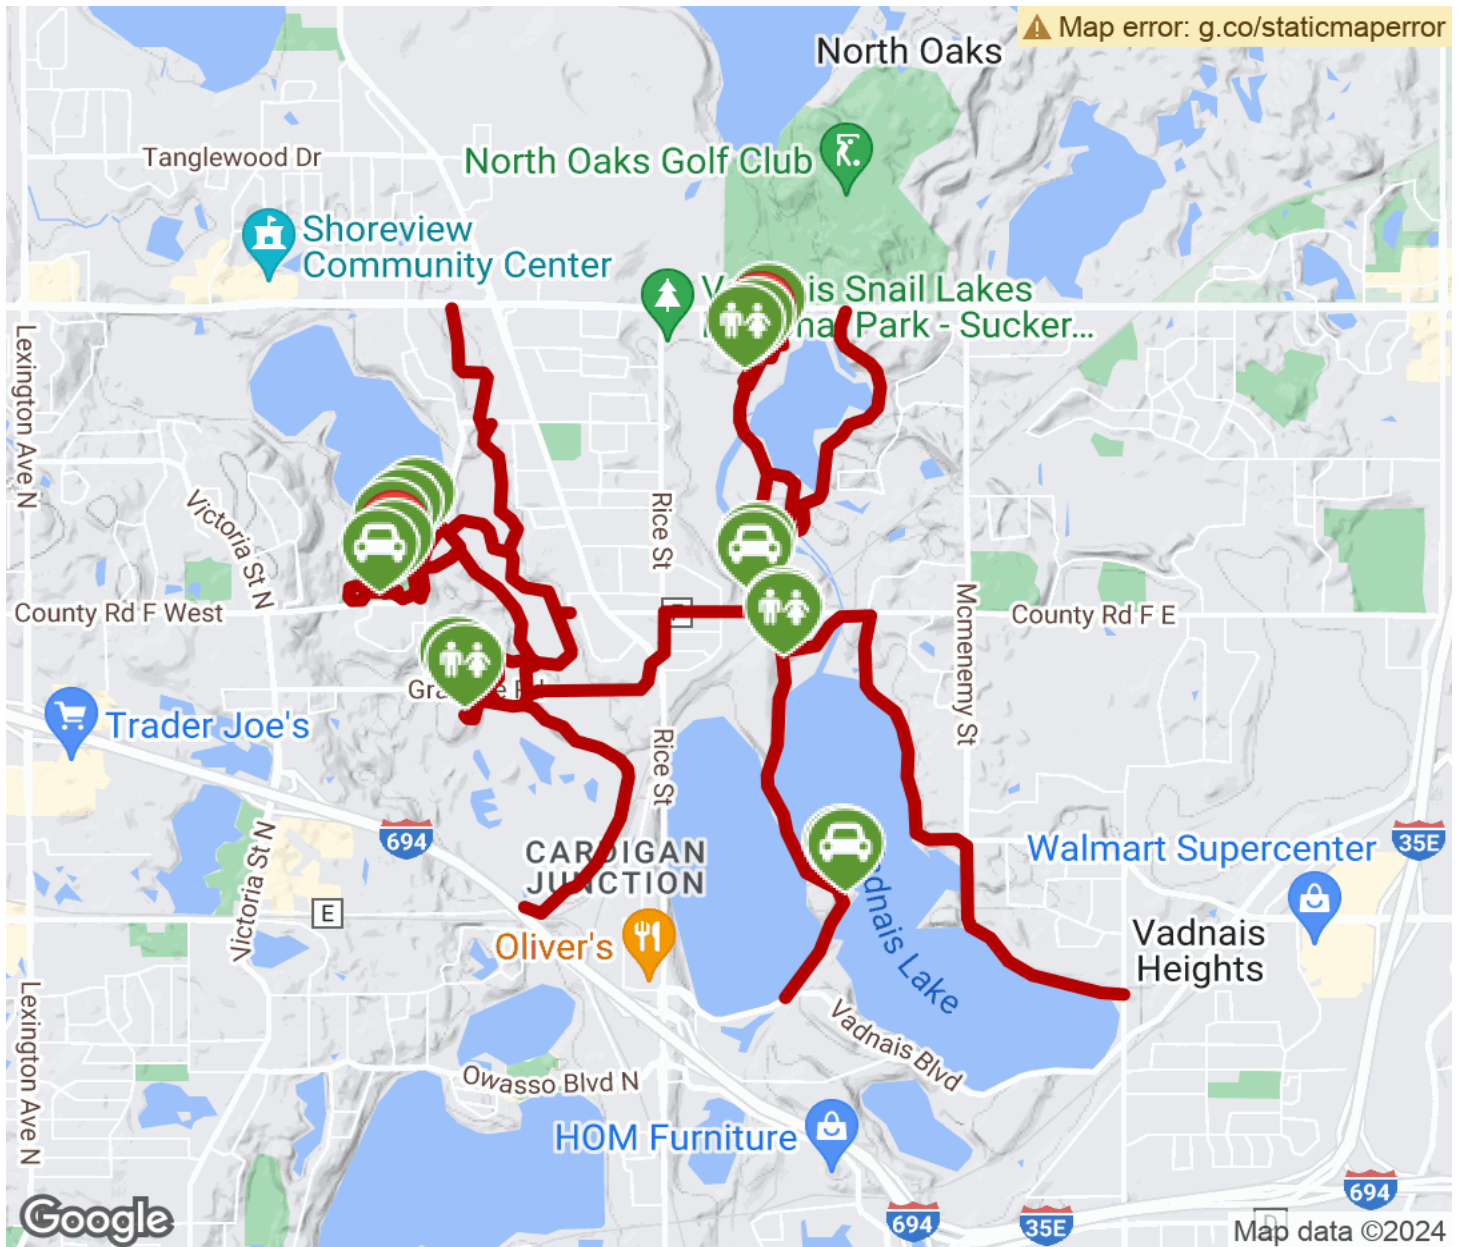 Map error: g.co/staticmaperror
North Oaks
Tanglewood Dr
North Oaks Golf Club
Shoreview
Community Center
is Snail Lakes
Park - Sucker...
Lexington Ave N
Victoria St N
Rice St
County Rd F West
Mcmenemy St
County Rd F E
Trader Joe's
Rice St
694
CARDIGAN
JUNCTION
Walmart Supercenter
35E
Victoria St N
E
Oliver's
Vadnais
Heights
Lake
Vadnais Blvd
Lexington Ave N
Owasso Blvd N
HOM Furniture
694
694
35E
Google
Map data ©2024